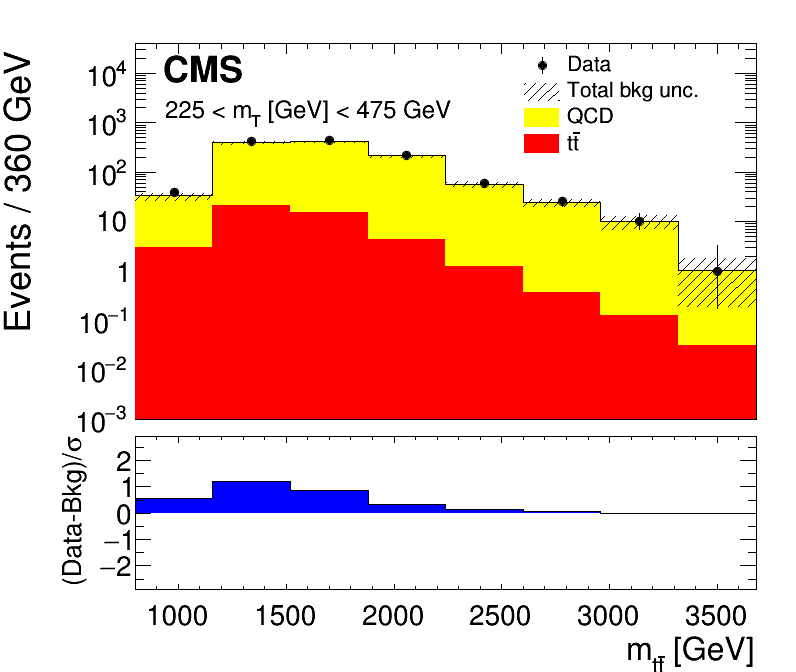 CMS
225 < m_T [GeV] < 475 GeV
Data
Total bkg unc.
QCD
tt̄
Events / 360 GeV
10^4
10^3
10^2
10
1
10^−1
10^−2
10^−3
(Data-Bkg)/σ
2
1
0
−1
−2
1000 1500 2000 2500 3000 3500
m_tt̄ [GeV]